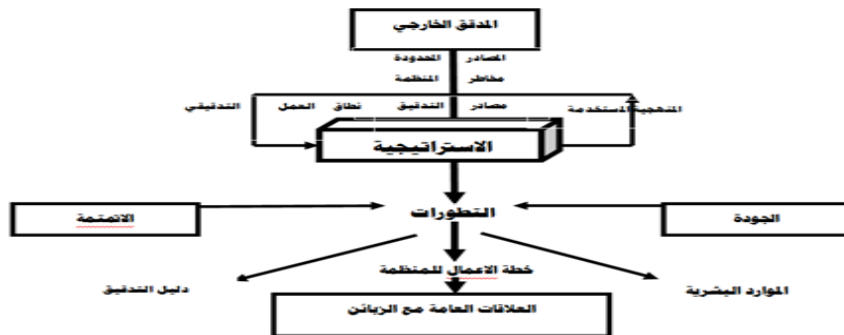 المدقق الخارجي
المصادر المحدودة
مخاطر المنظمة
المنهجية المستخدمة مصادر التدقيق نطاق العمل التدقيقي
الاستراتيجية
الجودة التطورات الاتمتمة
خطة الاعمال للمنظمة
الموارد البشرية دليل التدقيق
العلاقات العامة مع الزبائن